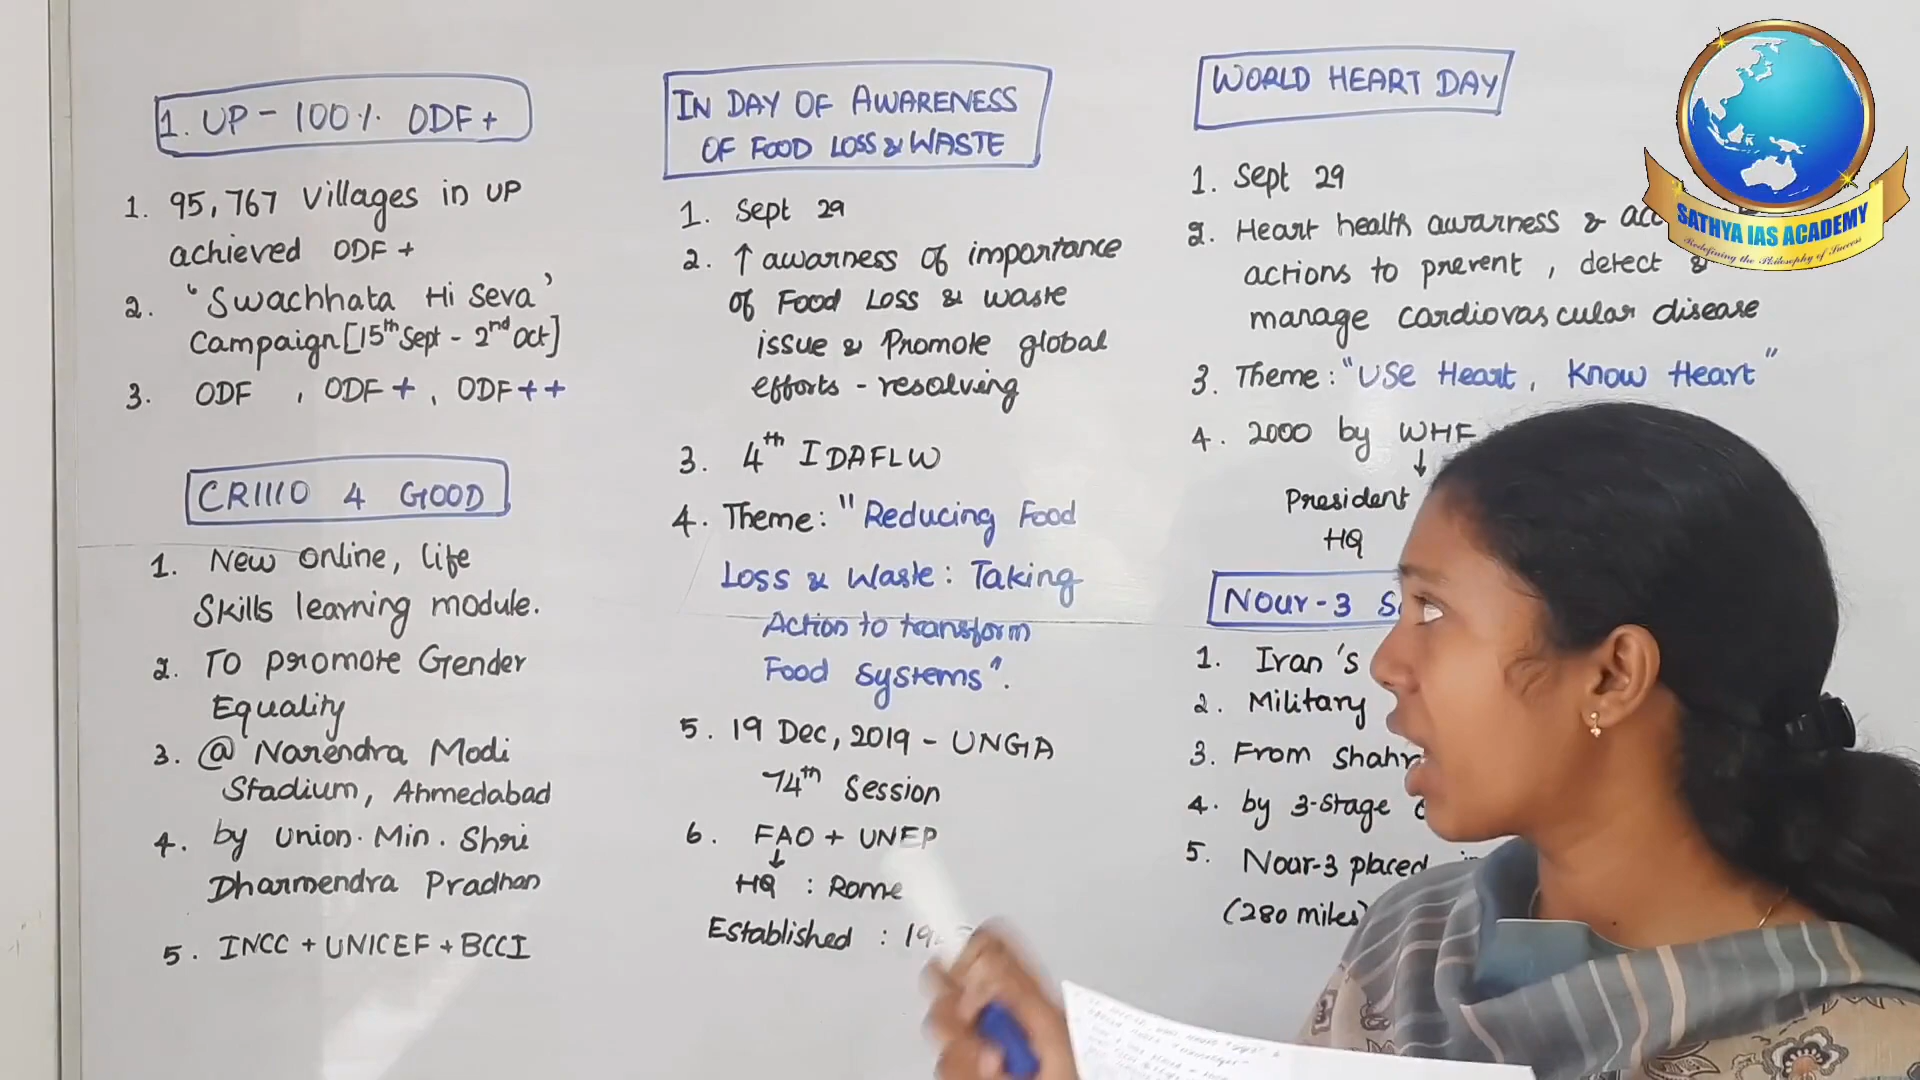 1. UP - 100% ODF+
1. 95,767 Villages in UP
achieved ODF +
2. 'Swachhata Hi Seva'
Campaign [15th Sept - 2nd Oct]
3. ODF , ODF + , ODF++
CRIIIO 4 GOOD
1. New online, life
skills learning module.
2. To promote Gender
Equality
3. @ Narendra Modi
Stadium, Ahmedabad
4. by Union. Min. Shri
Dharmendra Pradhan
5. INCC + UNICEF + BCCI
IN DAY OF AWARENESS
OF FOOD LOSS & WASTE
1. Sept 29
2. ↑ awarness of importance
of Food Loss & waste
issue & Promote global
efforts - resolving
3. 4th IDAFLW
4. Theme: "Reducing Food
Loss & Waste: Taking
Action to transform
Food Systems".
5. 19 Dec, 2019 - UNGA
74th Session
6. FAO + UNEP
↓
HQ : Rome
Established :
WORLD HEART DAY
1. Sept 29
2. Heart health awarness &
actions to prevent, detect &
manage cardiovascular disease
3. Theme: "Use Heart, Know Heart"
4. 2000 by WHF
↓
President
HQ
NOUR-3
1. Iran's
2. Military
3. From
4. by 3-stage
5. Nour-3 placed
(280 miles)
SATHYA IAS ACADEMY
Redefining the Philosophy of Success